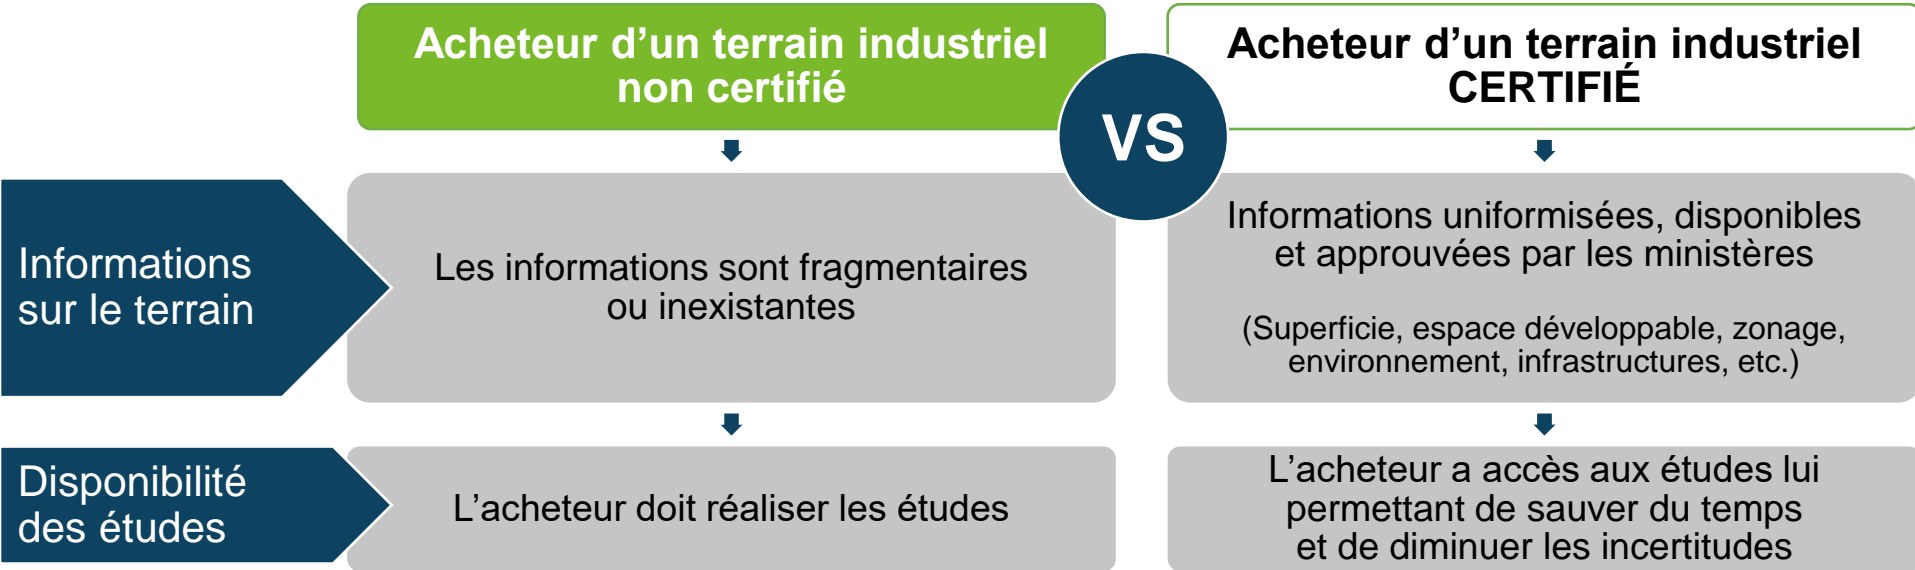 Acheteur d’un terrain industriel
non certifié
VS
Acheteur d’un terrain industriel
CERTIFIÉ
Informations
sur le terrain
Les informations sont fragmentaires
ou inexistantes
Informations uniformisées, disponibles
et approuvées par les ministères
(Superficie, espace développable, zonage,
environnement, infrastructures, etc.)
Disponibilité
des études
L’acheteur doit réaliser les études
L’acheteur a accès aux études lui
permettant de sauver du temps
et de diminuer les incertitudes